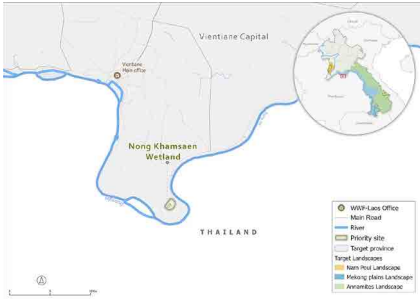 Vientiane Capital
Vientiane
Main office
Nong Khamsaen
Wetland
THAILAND
WWF-Laos Office
Main Road
River
Priority site
Target province
Target Landscapes
Nam Poui Landscape
Mekong plains Landscape
Annamites Landscape